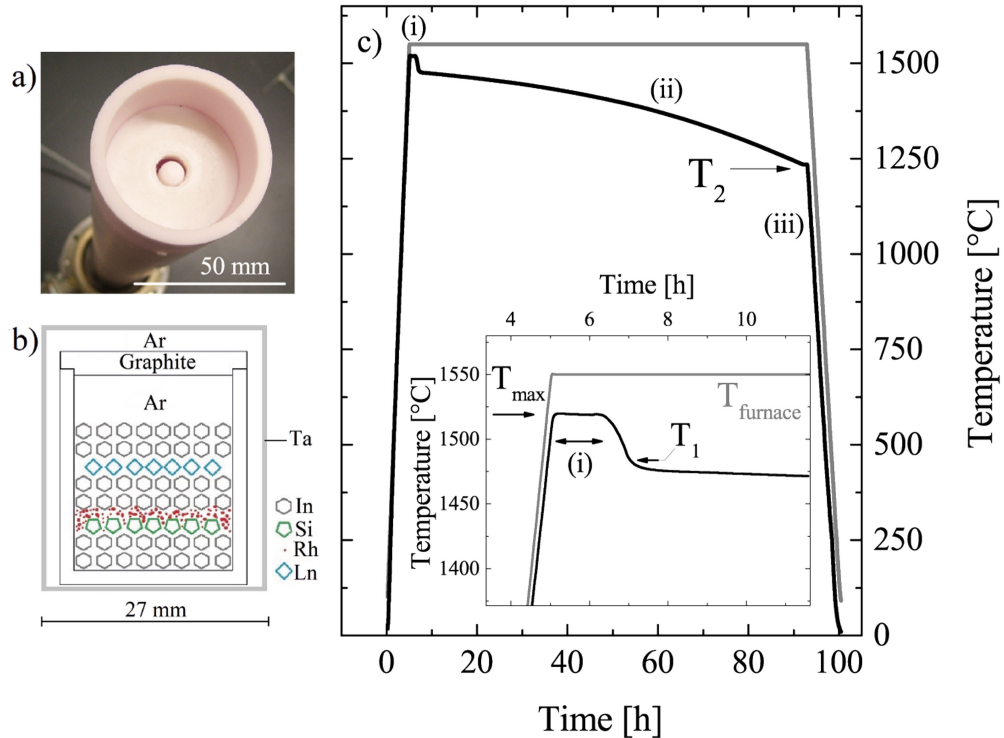 a)
50 mm
b)
Ar
Graphite
Ar
Ta
In
Si
Rh
Ln
27 mm
c)
(i)
(ii)
T2
(iii)
1500
1250
1000
750
500
250
0
Temperature [°C]
0 20 40 60 80 100
Time [h]
Time [h]
4 6 8 10
1550
1500
1450
1400
Temperature [°C]
Tmax
Tfurnace
(i)
T1